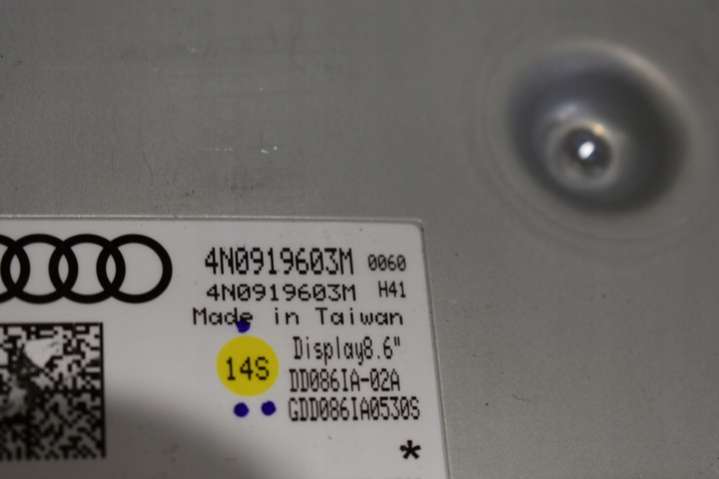 4N0919603M 0060
4N0919603M H41
Made in Taiwan
14S
Display8.6"
DD086IA-02A
GDD086IA0530S
*